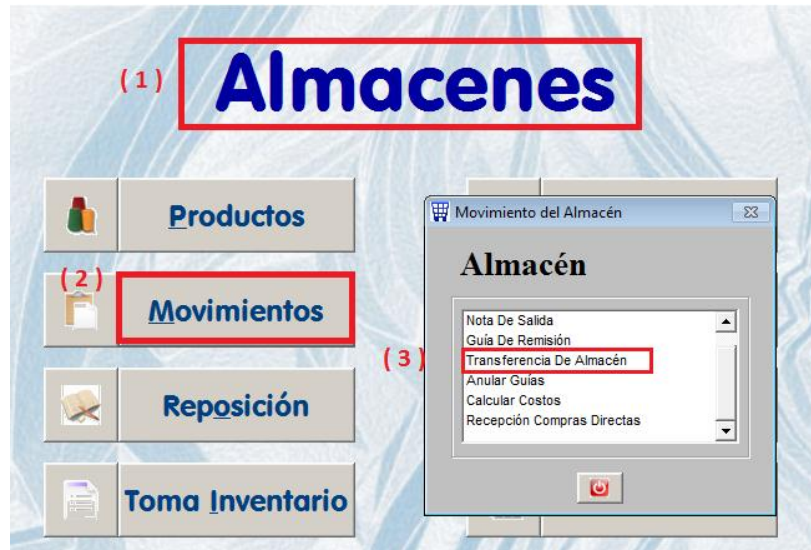 ( 1 )
Almacenes
Productos
( 2 )
Movimientos
Reposición
Toma Inventario
Movimiento del Almacén
Almacén
( 3 )
Nota De Salida
Guía De Remisión
Transferencia De Almacén
Anular Guías
Calcular Costos
Recepción Compras Directas